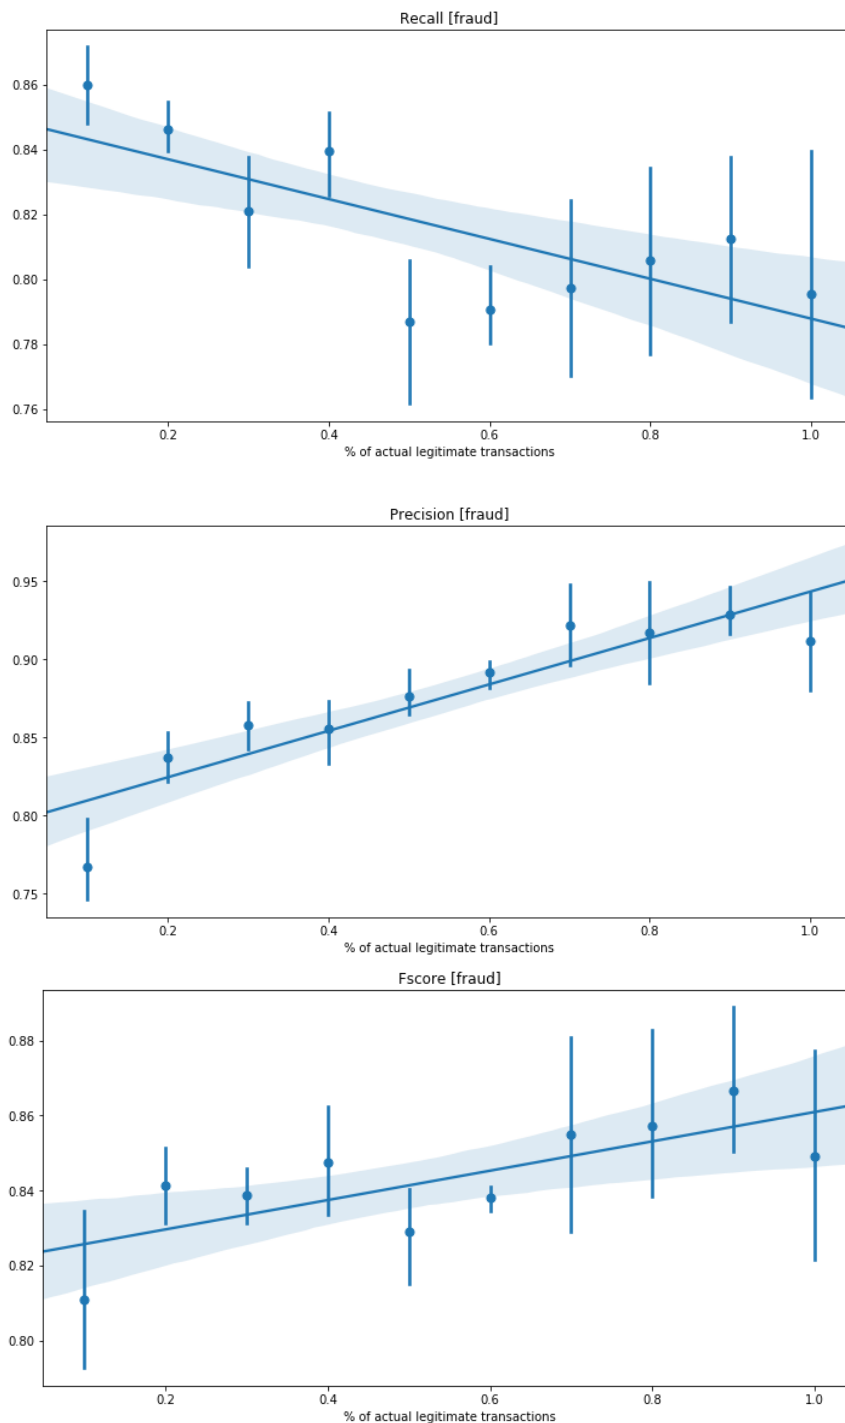 Recall [fraud]
0.86
0.84
0.82
0.80
0.78
0.76
0.2 0.4 0.6 0.8 1.0
% of actual legitimate transactions
Precision [fraud]
0.95
0.90
0.85
0.80
0.75
0.2 0.4 0.6 0.8 1.0
% of actual legitimate transactions
Fscore [fraud]
0.88
0.86
0.84
0.82
0.80
0.2 0.4 0.6 0.8 1.0
% of actual legitimate transactions